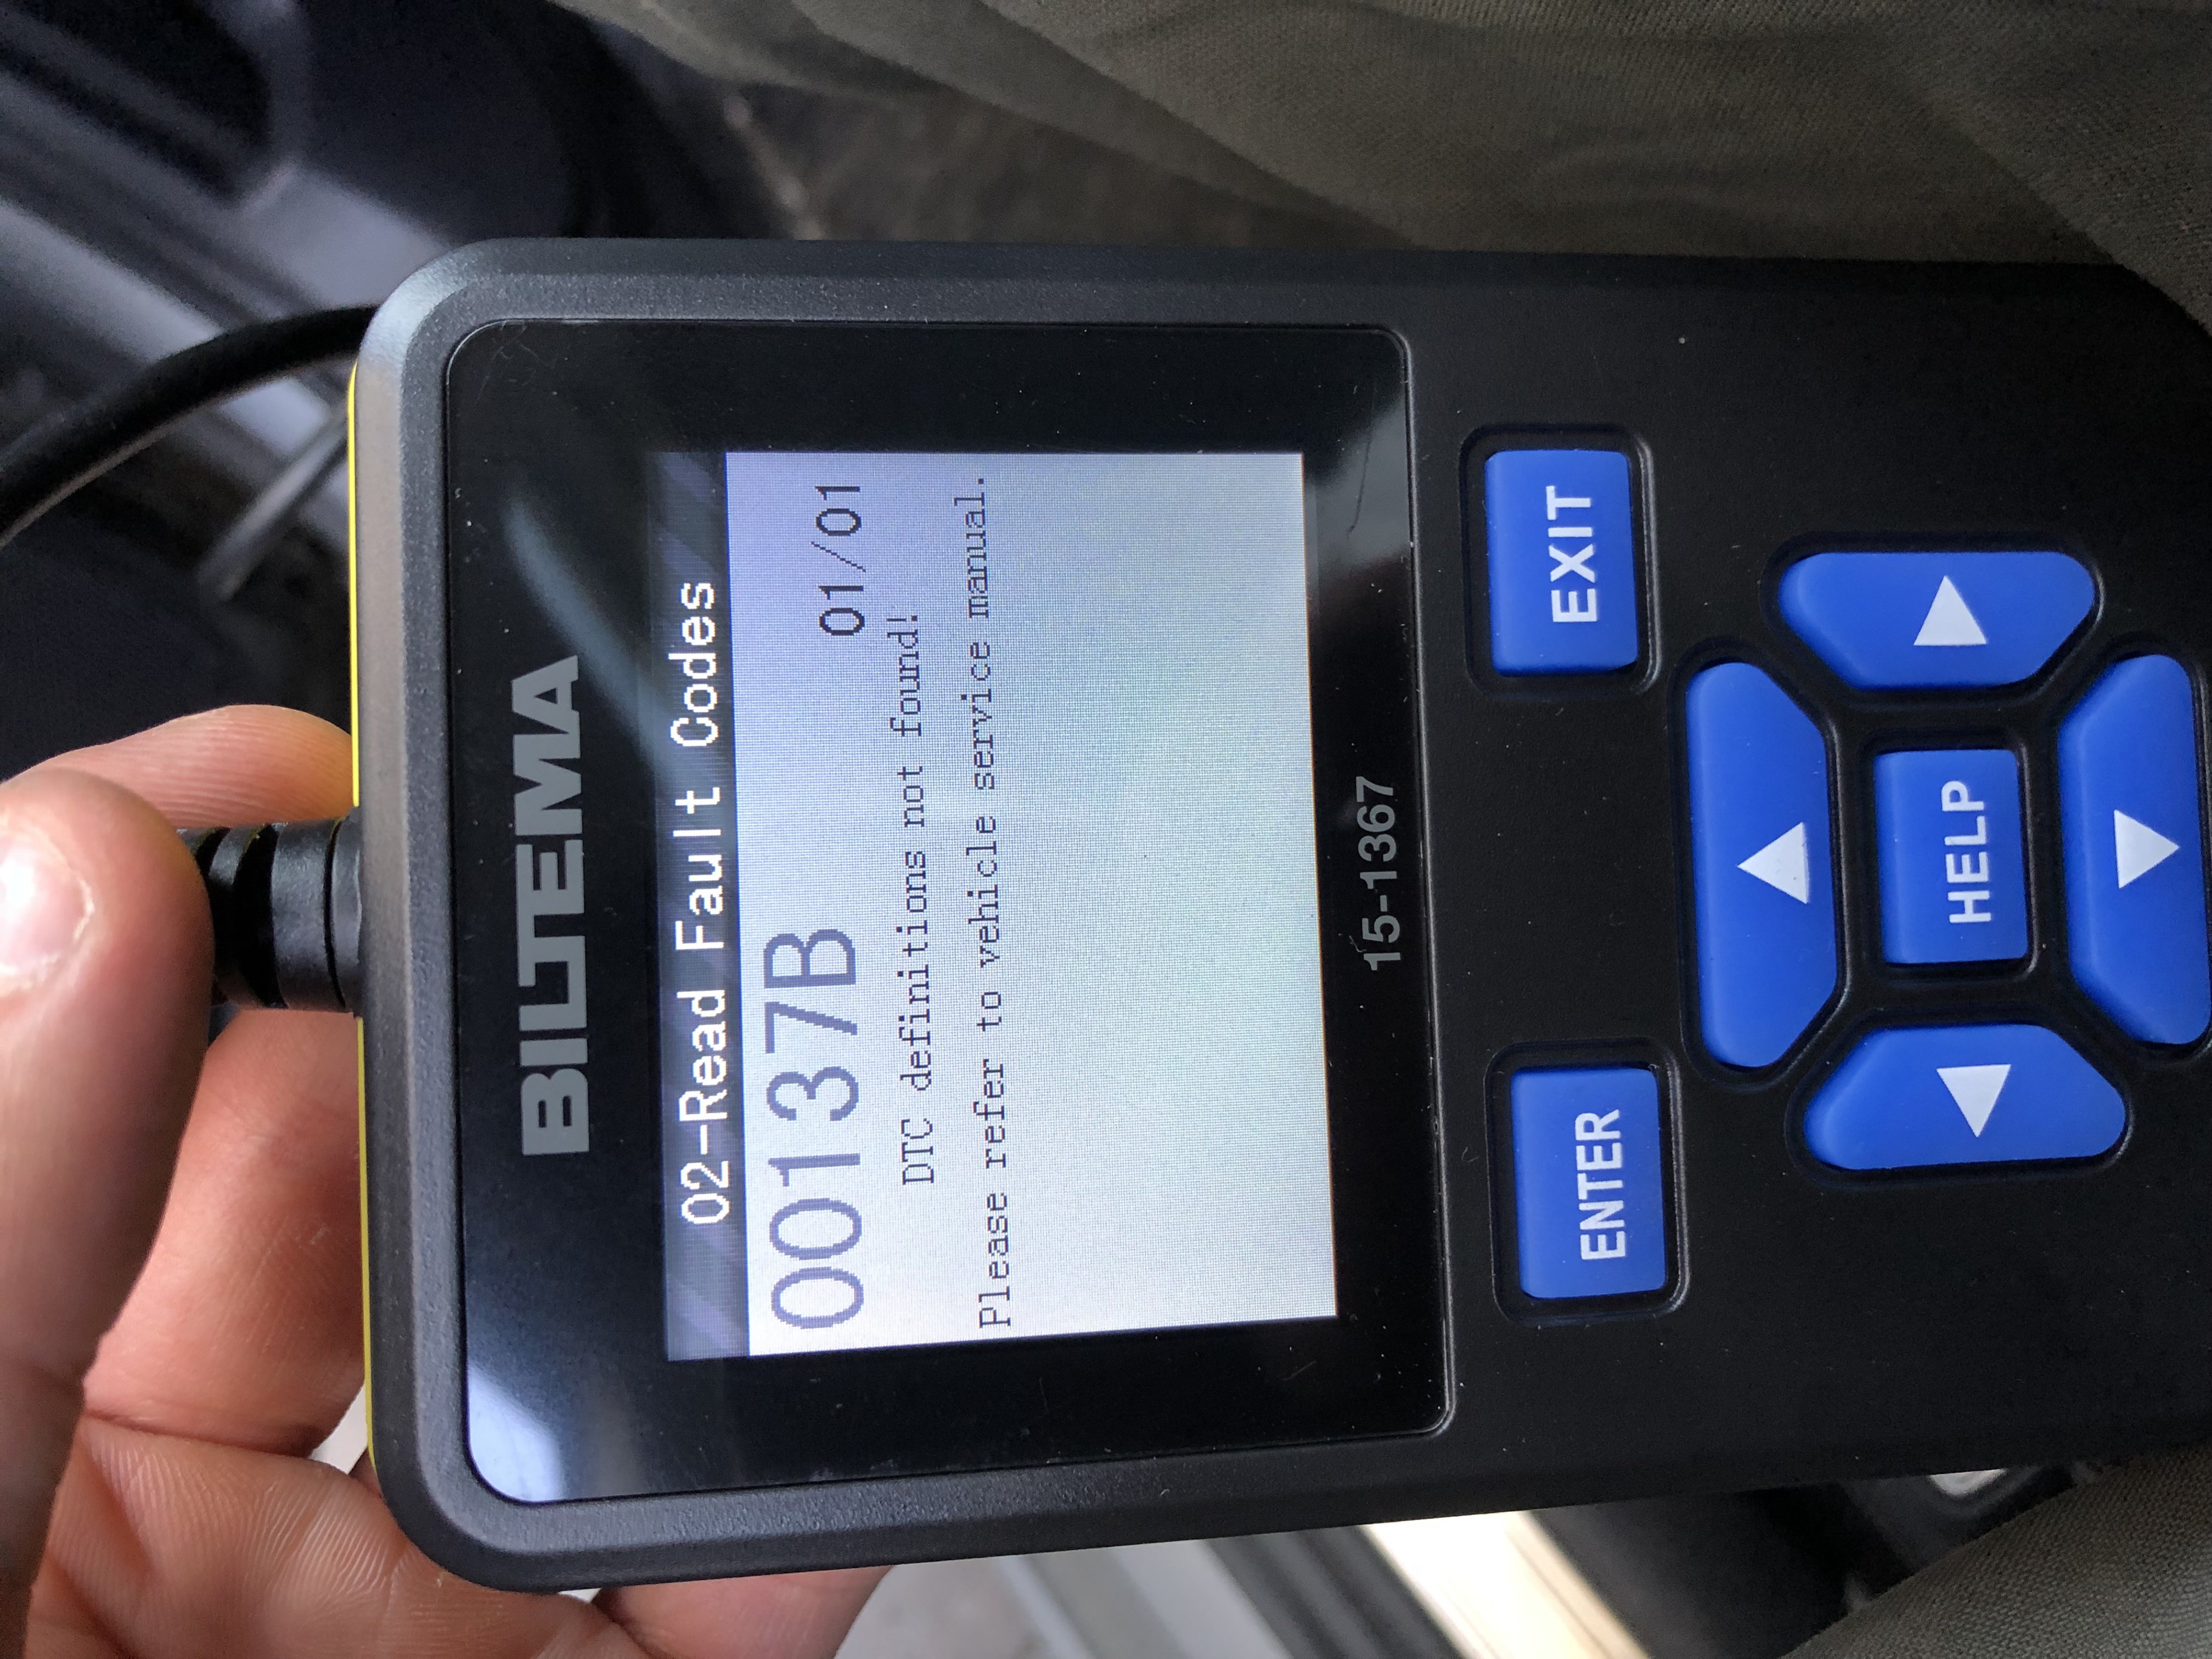 BILTEMA
02-Read Fault Codes
00137B
01/01
DTC definitions not found!
Please refer to vehicle service manual.
15-1367
ENTER
EXIT
HELP